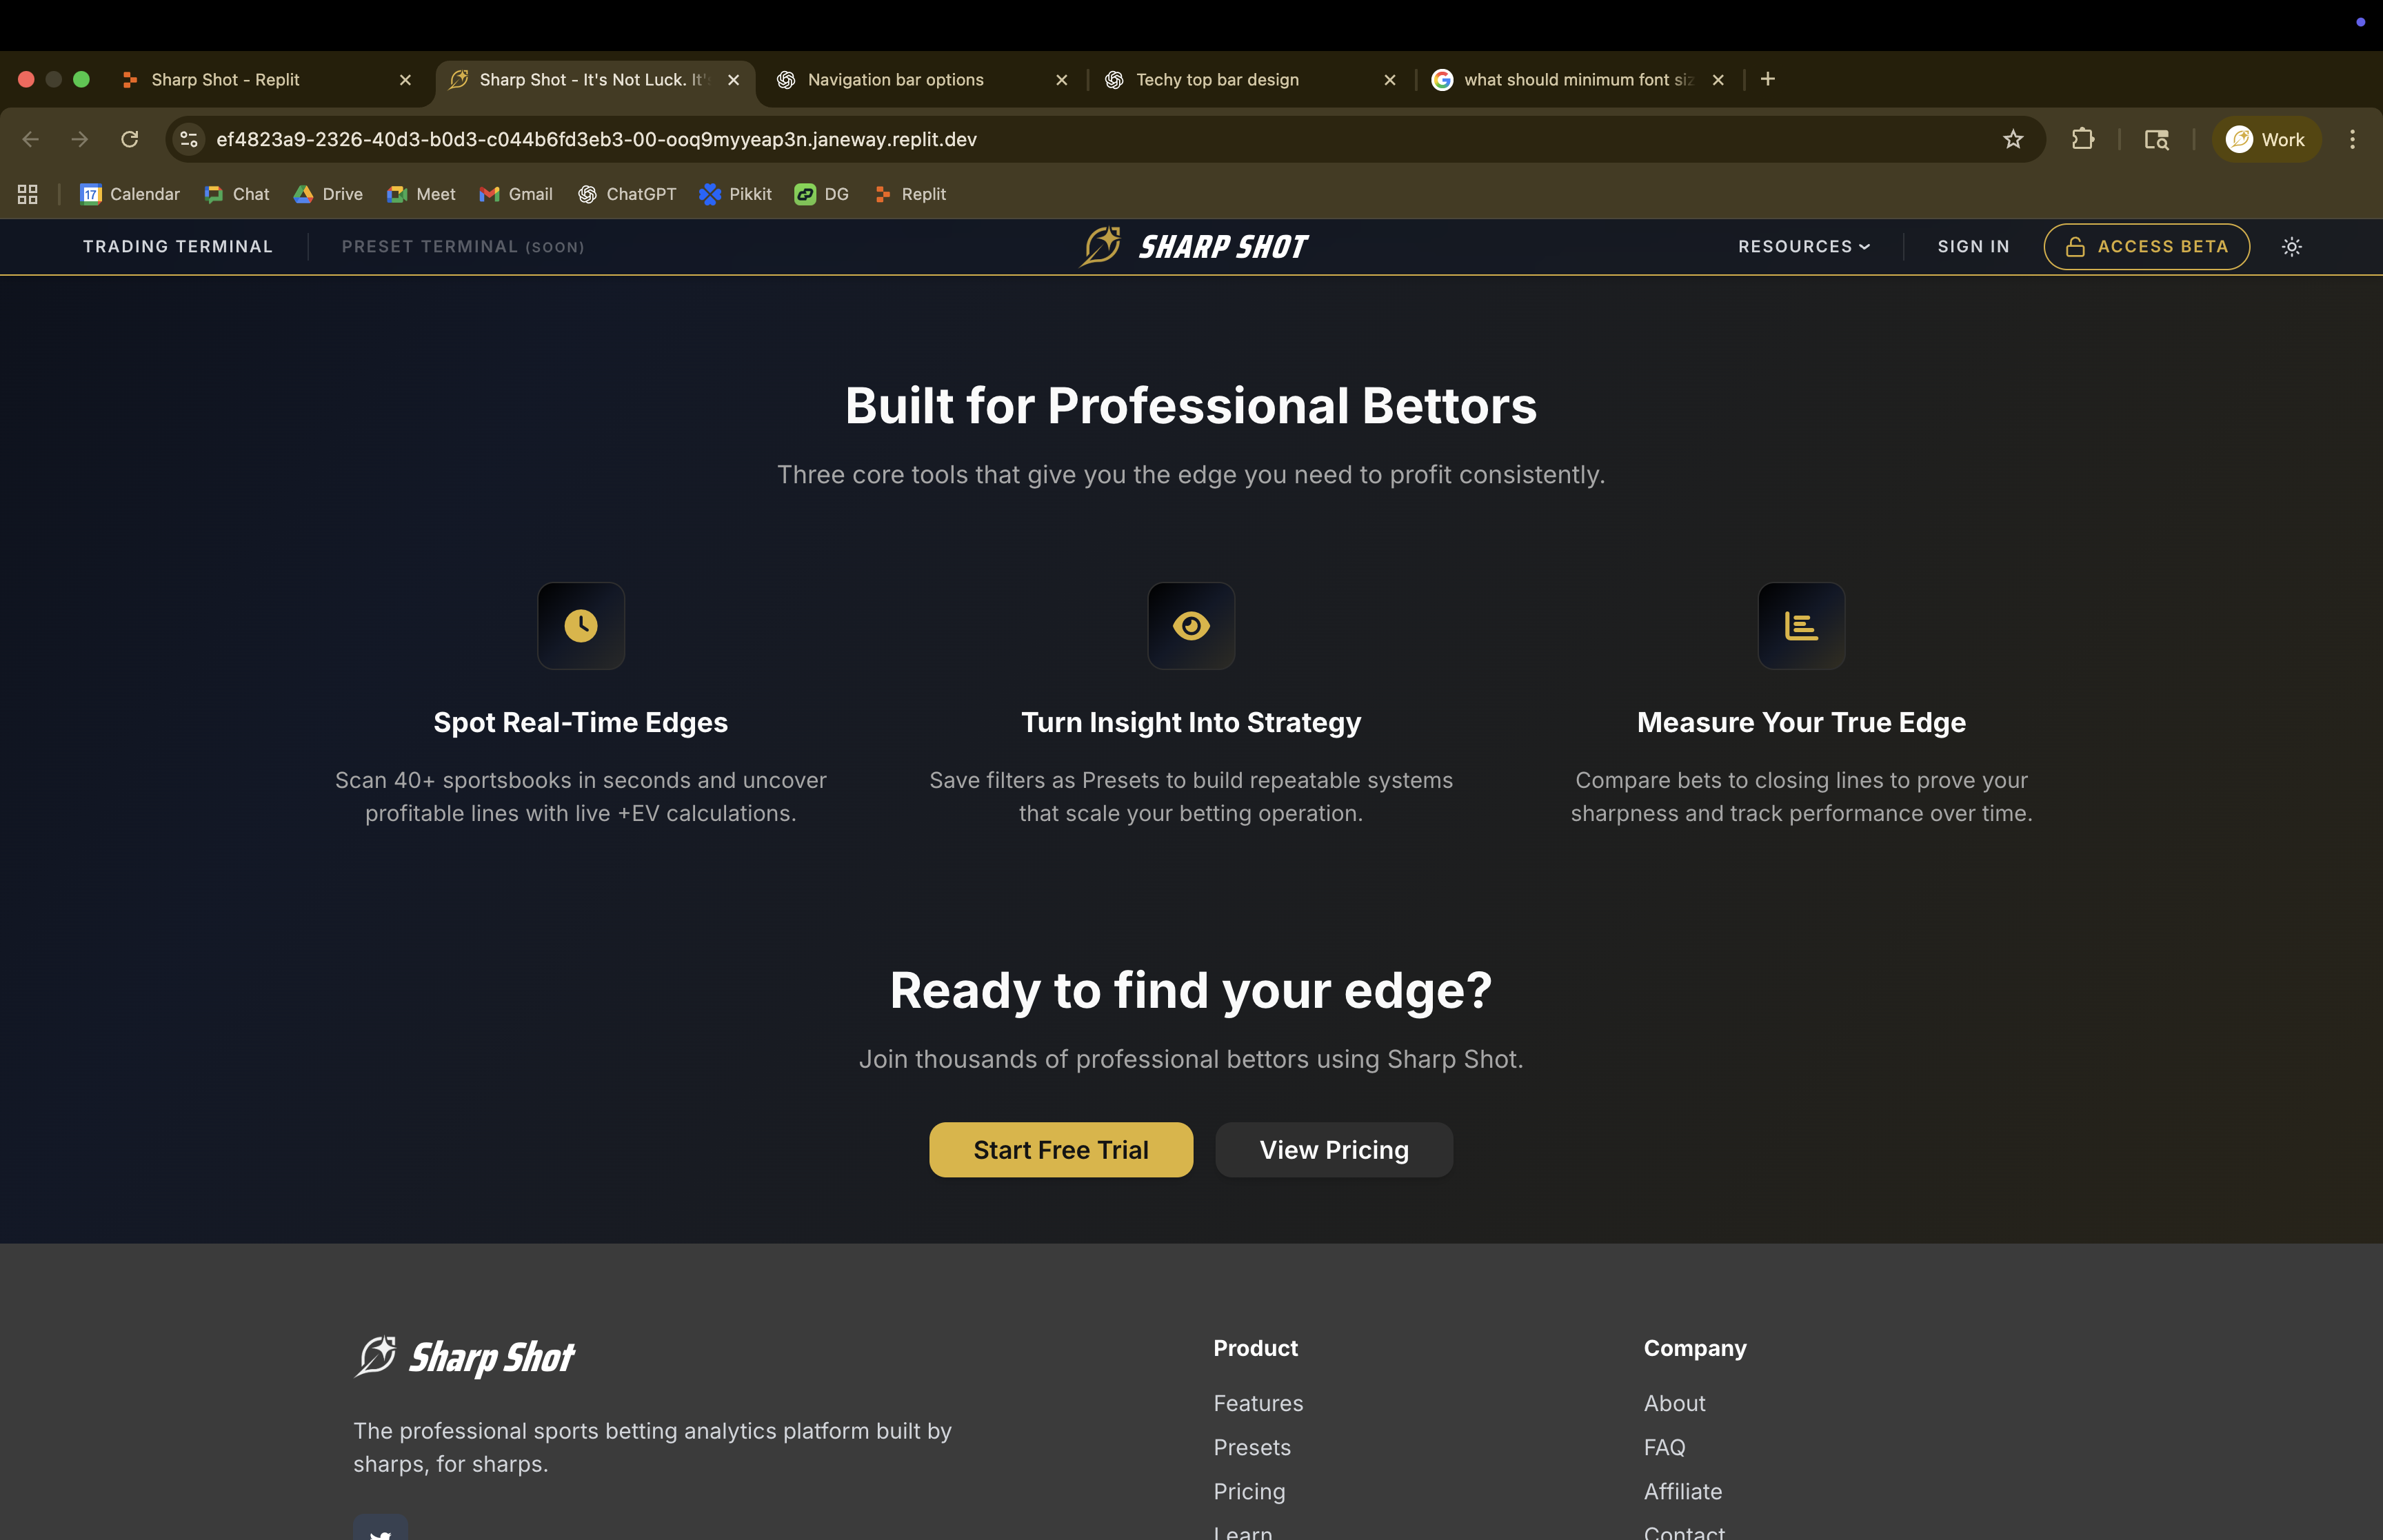 Sharp Shot - Replit
Sharp Shot - It's Not Luck. It's
Navigation bar options
Techy top bar design
what should minimum font siz
ef4823a9-2326-40d3-b0d3-c044b6fd3eb3-00-ooq9myyeap3n.janeway.replit.dev
Work
17
Calendar
Chat
Drive
Meet
Gmail
ChatGPT
Pikkit
DG
Replit
TRADING TERMINAL
PRESET TERMINAL (SOON)
SHARP SHOT
RESOURCES
SIGN IN
ACCESS BETA
Built for Professional Bettors
Three core tools that give you the edge you need to profit consistently.
Spot Real-Time Edges
Scan 40+ sportsbooks in seconds and uncover
profitable lines with live +EV calculations.
Turn Insight Into Strategy
Save filters as Presets to build repeatable systems
that scale your betting operation.
Measure Your True Edge
Compare bets to closing lines to prove your
sharpness and track performance over time.
Ready to find your edge?
Join thousands of professional bettors using Sharp Shot.
Start Free Trial
View Pricing
Sharp Shot
The professional sports betting analytics platform built by
sharps, for sharps.
Product
Features
Presets
Pricing
Learn
Company
About
FAQ
Affiliate
Contact